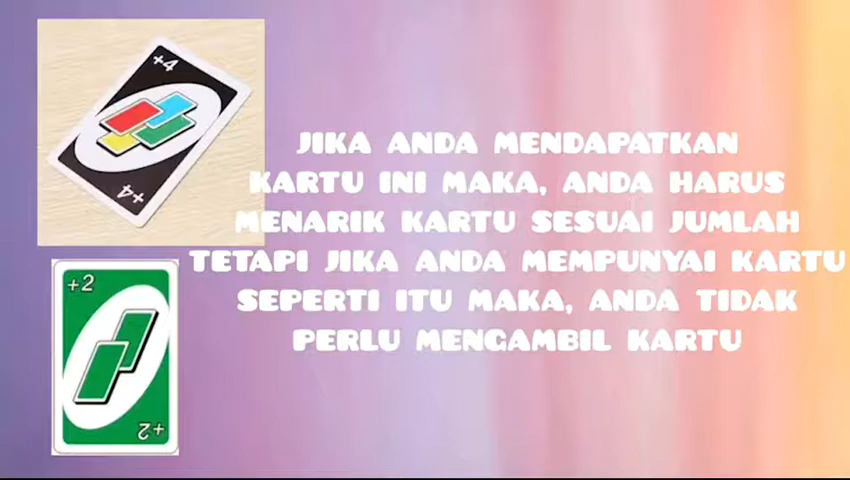 +4
+4
JIKA ANDA MENDAPATKAN
KARTU INI MAKA, ANDA HARUS
MENARIK KARTU SESUAI JUMLAH
TETAPI JIKA ANDA MEMPUNYAI KARTU
SEPERTI ITU MAKA, ANDA TIDAK
PERLU MENGAMBIL KARTU
+2
+2